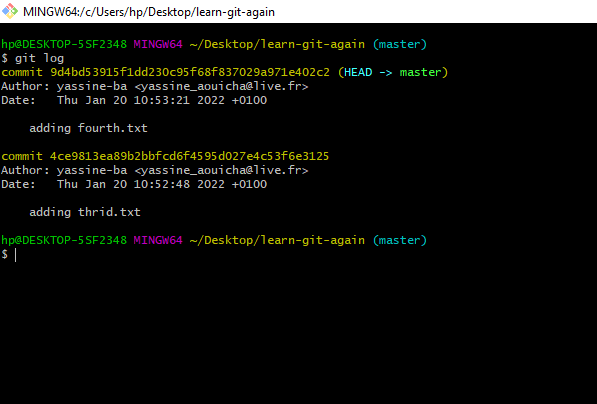 MINGW64:/c/Users/hp/Desktop/learn-git-again
hp@DESKTOP-5SF2348 MINGW64 ~/Desktop/learn-git-again (master)
$ git log
commit 9d4bd53915f1dd230c95f68f837029a971e402c2 (HEAD -> master)
Author: yassine-ba <yassine_aouicha@live.fr>
Date:   Thu Jan 20 10:53:21 2022 +0100
    adding fourth.txt
commit 4ce9813ea89b2bbfcd6f4595d027e4c53f6e3125
Author: yassine-ba <yassine_aouicha@live.fr>
Date:   Thu Jan 20 10:52:48 2022 +0100
    adding thrid.txt
hp@DESKTOP-5SF2348 MINGW64 ~/Desktop/learn-git-again (master)
$